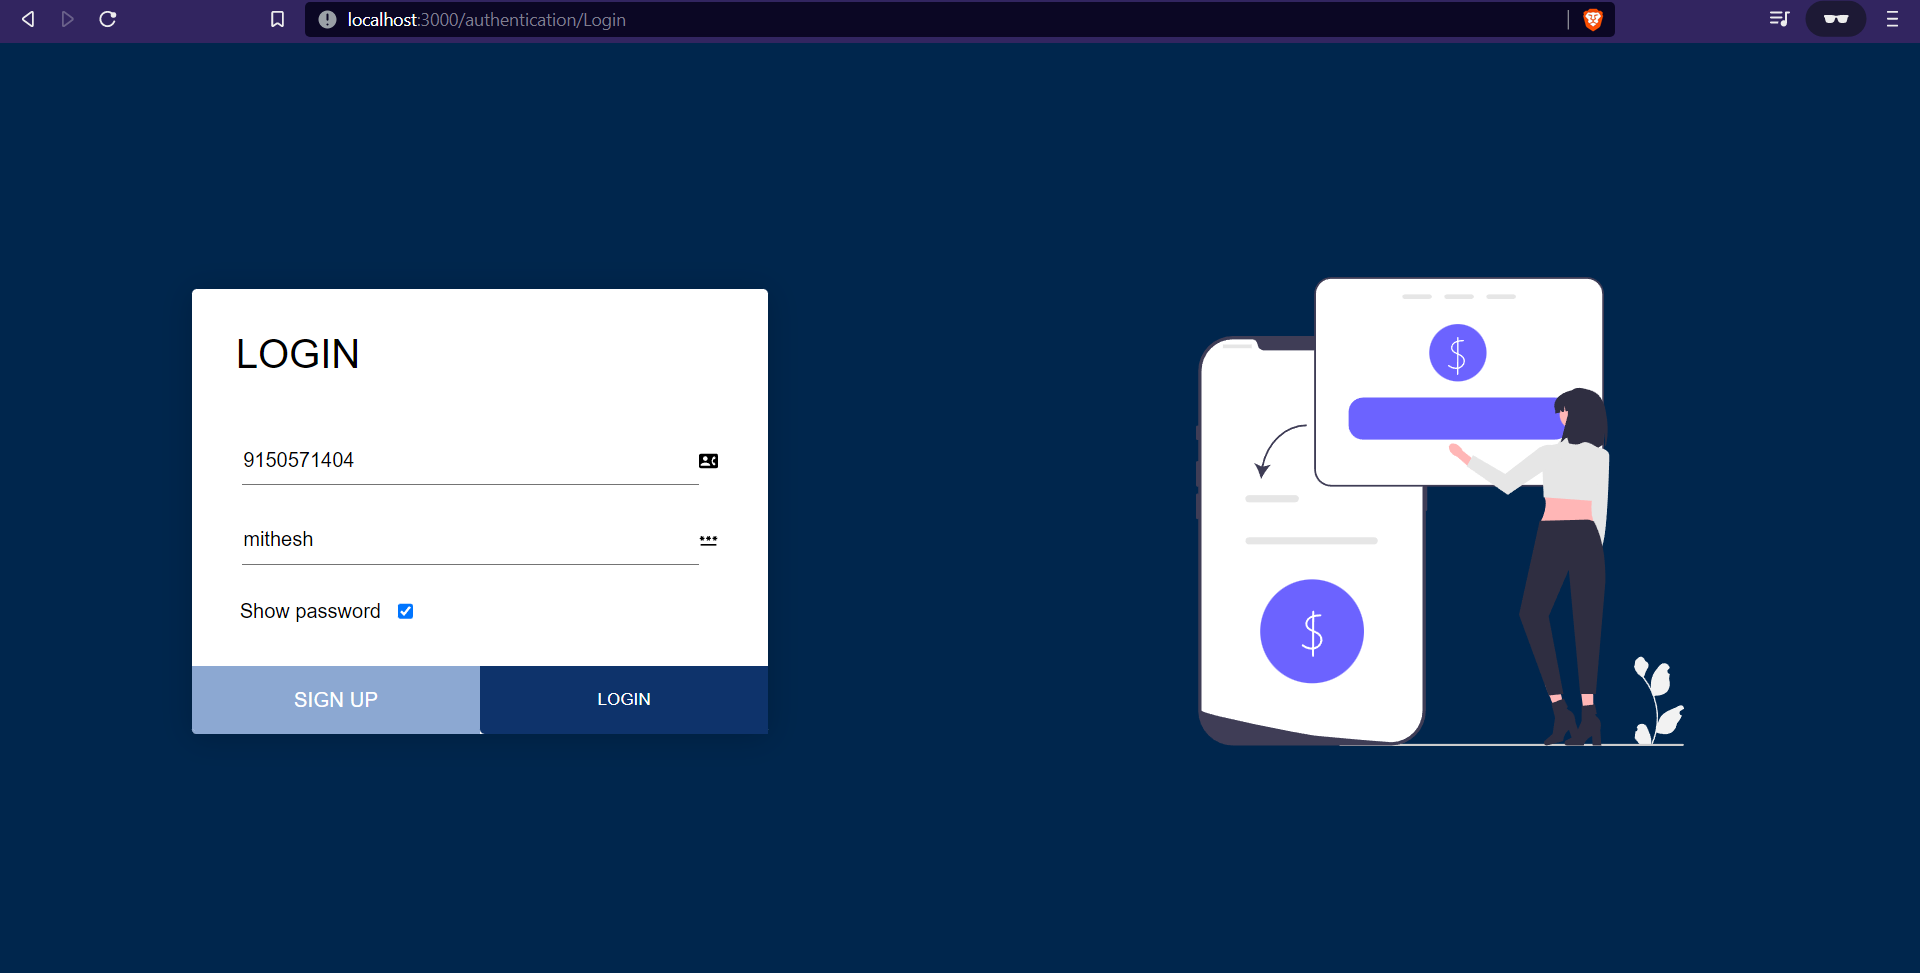 localhost:3000/authentication/Login
LOGIN
9150571404
mithesh
Show password
SIGN UP
LOGIN
$
$